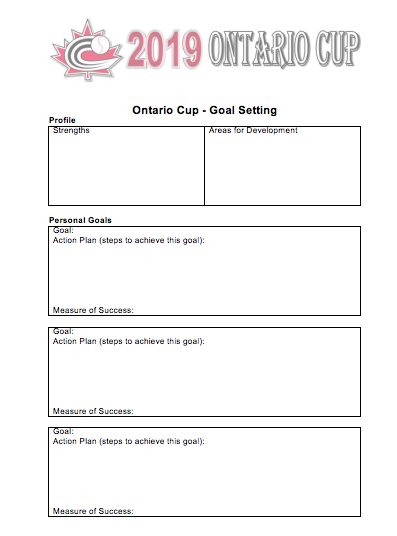 2019 ONTARIO CUP
Ontario Cup - Goal Setting
Profile
Strengths
Areas for Development
Personal Goals
Goal:
Action Plan (steps to achieve this goal):
Measure of Success:
Goal:
Action Plan (steps to achieve this goal):
Measure of Success:
Goal:
Action Plan (steps to achieve this goal):
Measure of Success: